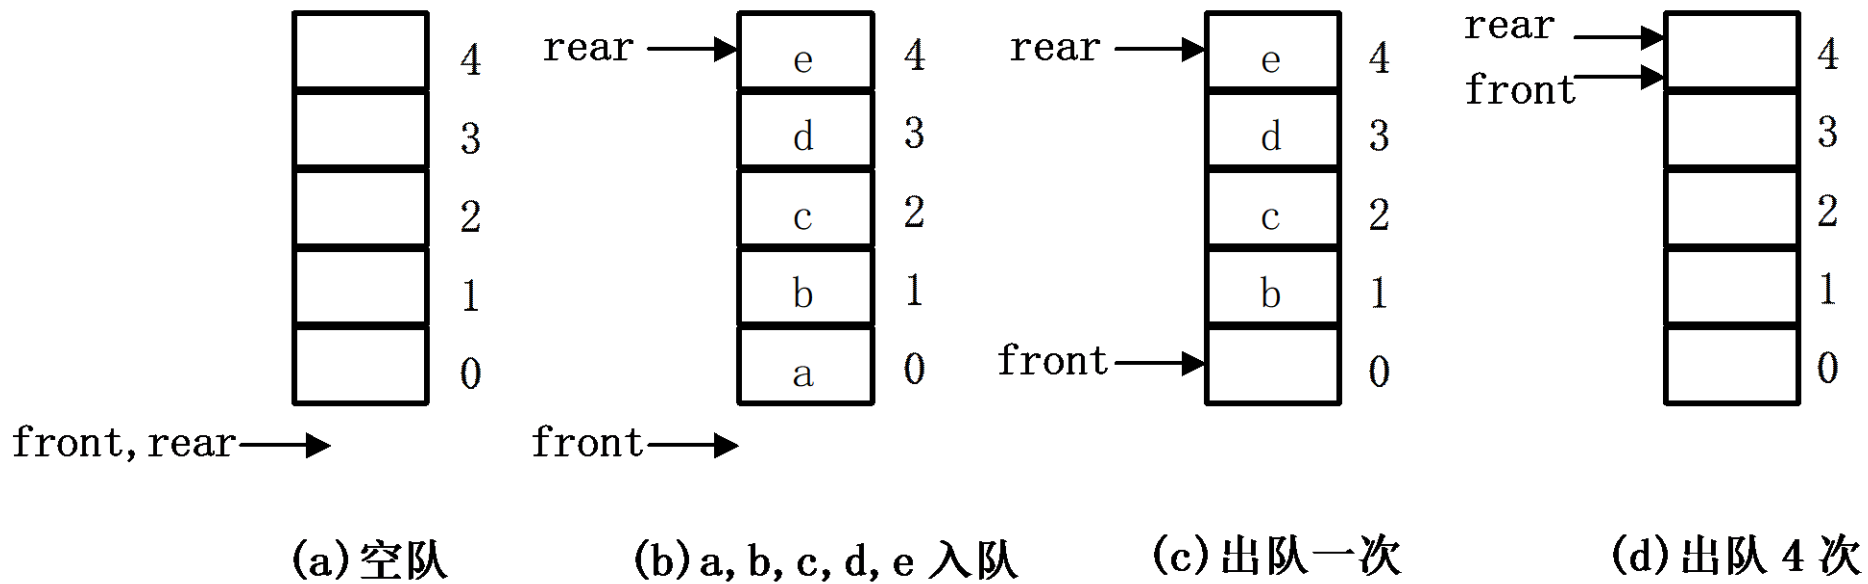 4
3
2
1
0
front,rear
(a)空队
rear
e
4
d
3
c
2
b
1
a
0
front
(b)a,b,c,d,e入队
rear
e
4
d
3
c
2
b
1
front
0
(c)出队一次
rear
front
4
3
2
1
0
(d)出队4次